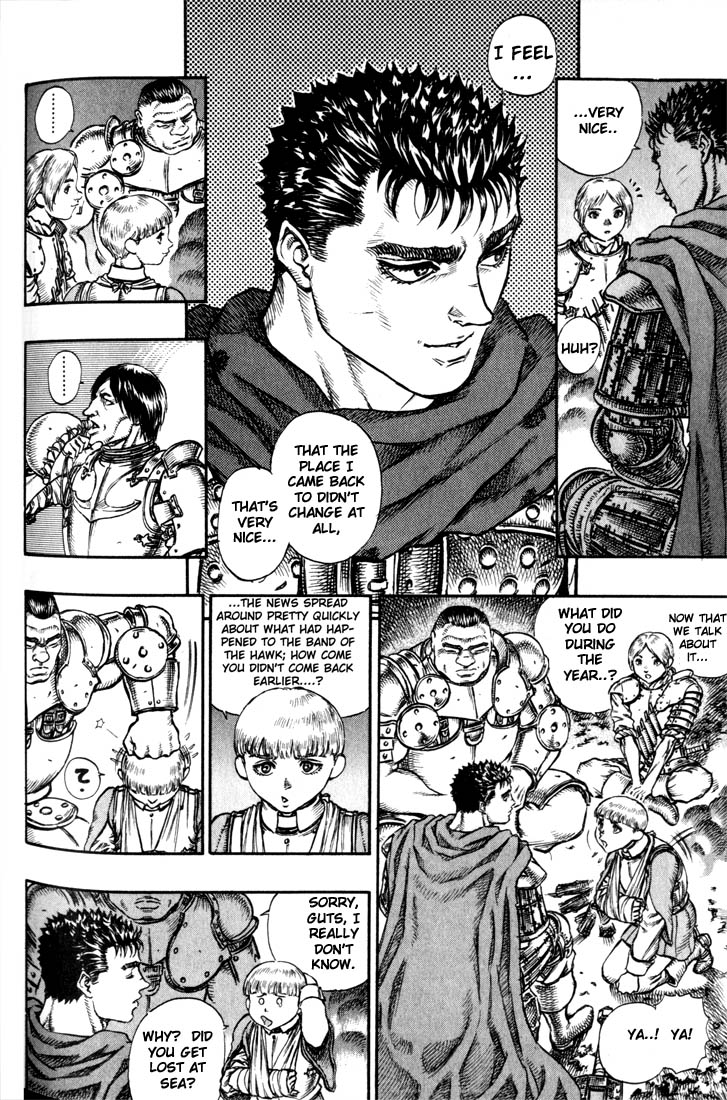 ...VERY
NICE..
HUH?
I FEEL
...
THAT THE
PLACE I
CAME BACK
TO DIDN'T
CHANGE AT
ALL,
THAT'S
VERY
NICE...
........
........
NOW THAT
WE TALK
ABOUT
IT...
WHAT DID
YOU DO
DURING
THE
YEAR..?
YA..! YA!
...THE NEWS SPREAD
AROUND PRETTY QUICKLY
ABOUT WHAT HAD HAP-
PENED TO THE BAND OF
THE HAWK; HOW COME
YOU DIDN'T COME BACK
EARLIER....?
?
SORRY,
GUTS, I
REALLY
DON'T
KNOW.
WHY? DID
YOU GET
LOST AT
SEA?